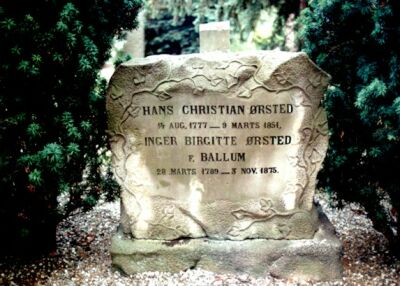 HANS CHRISTIAN ØRSTED
14 AUG. 1777 — 9 MARTS 1851.
INGER BIRGITTE ØRSTED
F. BALLUM
28 MARTS 1789 — 3 NOV. 1875.